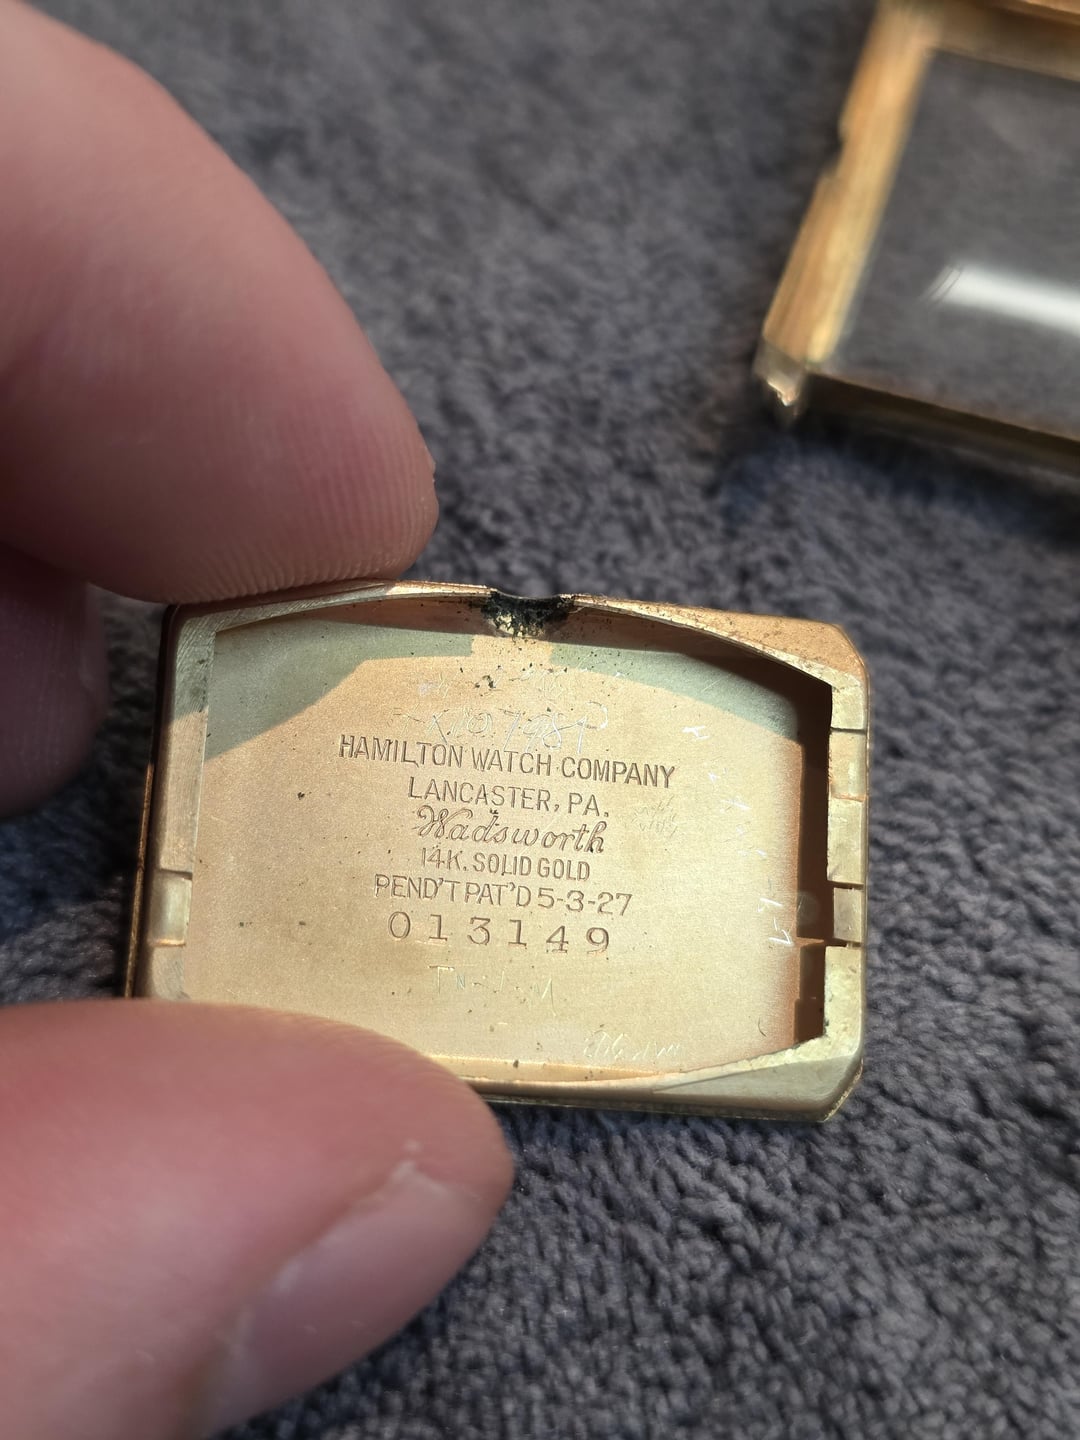 HAMILTON WATCH COMPANY
LANCASTER, PA.
Wadsworth
14K. SOLID GOLD
PEND'T PAT'D 5-3-27
013149